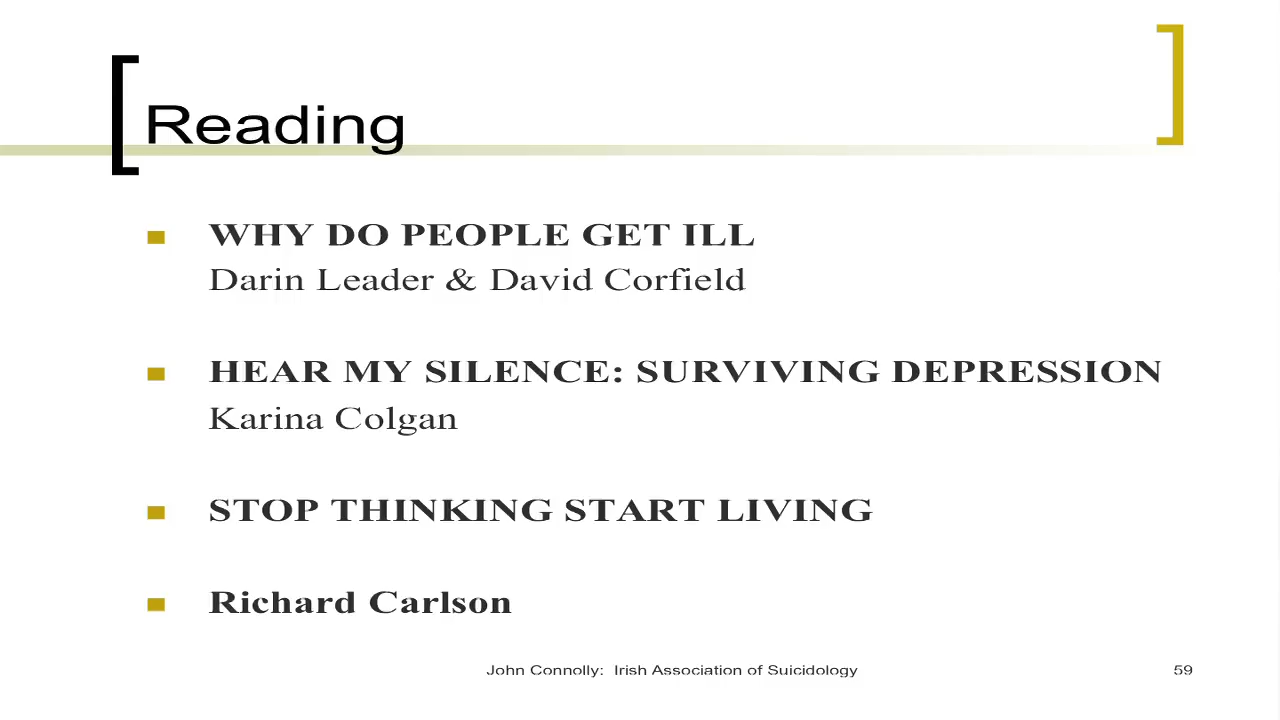 Reading
WHY DO PEOPLE GET ILL
Darin Leader & David Corfield
HEAR MY SILENCE: SURVIVING DEPRESSION
Karina Colgan
STOP THINKING START LIVING
Richard Carlson
John Connolly: Irish Association of Suicidology
59